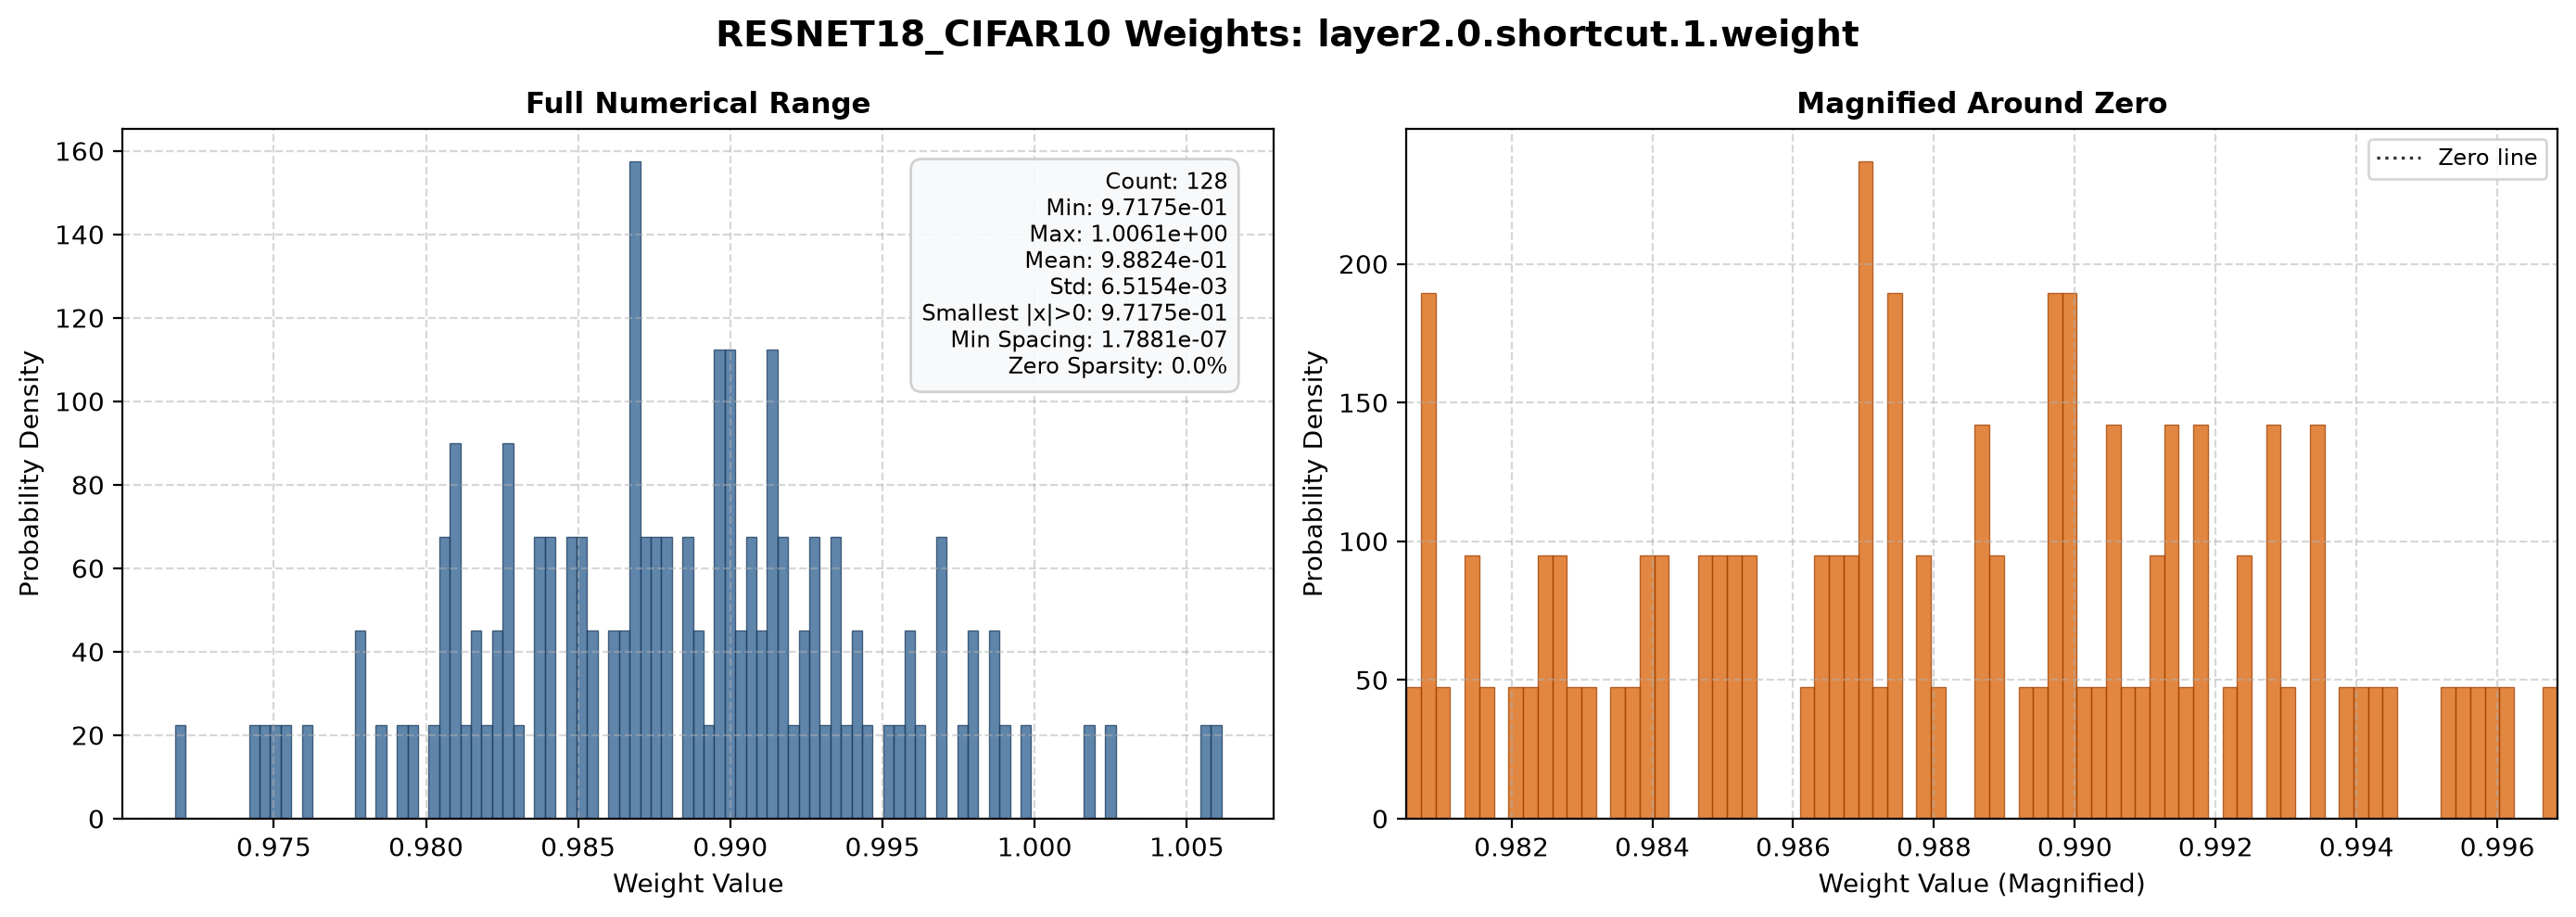 RESNET18_CIFAR10 Weights: layer2.0.shortcut.1.weight
Full Numerical Range
160
140
120
100
80
60
40
20
0
Probability Density
Count: 128
Min: 9.7175e-01
Max: 1.0061e+00
Mean: 9.8824e-01
Std: 6.5154e-03
Smallest |x|>0: 9.7175e-01
Min Spacing: 1.7881e-07
Zero Sparsity: 0.0%
0.975 0.980 0.985 0.990 0.995 1.000 1.005
Weight Value
Magnified Around Zero
Zero line
200
150
100
50
0
Probability Density
0.982 0.984 0.986 0.988 0.990 0.992 0.994 0.996
Weight Value (Magnified)